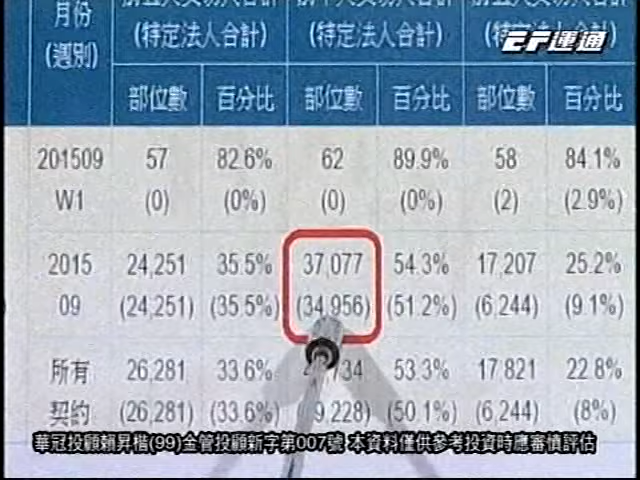 月份
(週別)
(特定法人合計)
(特定法人合計)
(特定法人合計)
EF運通
部位數
百分比
部位數
百分比
部位數
百分比
201509 57 82.6% 62 89.9% 58 84.1%
W1 (0) (0%) (0) (0%) (2) (2.9%)
2015 24,251 35.5% 37,077 54.3% 17,207 25.2%
09 (24,251) (35.5%) (34,956) (51.2%) (6,244) (9.1%)
所有 26,281 33.6% 53.3% 17,821 22.8%
契約 (26,281) (33.6%) (50.1%) (6,244) (8%)
華冠投顧賴昇楷(99)金管投顧新字第007號 本資料僅供參考投資時應審慎評估